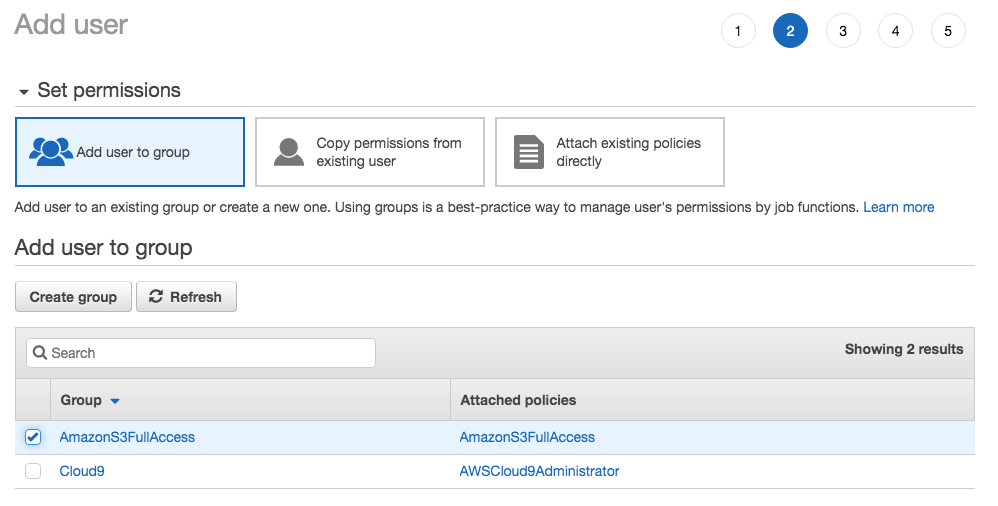 Add user
1 2 3 4 5
Set permissions
Add user to group
Copy permissions from
existing user
Attach existing policies
directly
Add user to an existing group or create a new one. Using groups is a best-practice way to manage user's permissions by job functions. Learn more
Add user to group
Create group Refresh
Search
Showing 2 results
Group Attached policies
AmazonS3FullAccess AmazonS3FullAccess
Cloud9 AWSCloud9Administrator